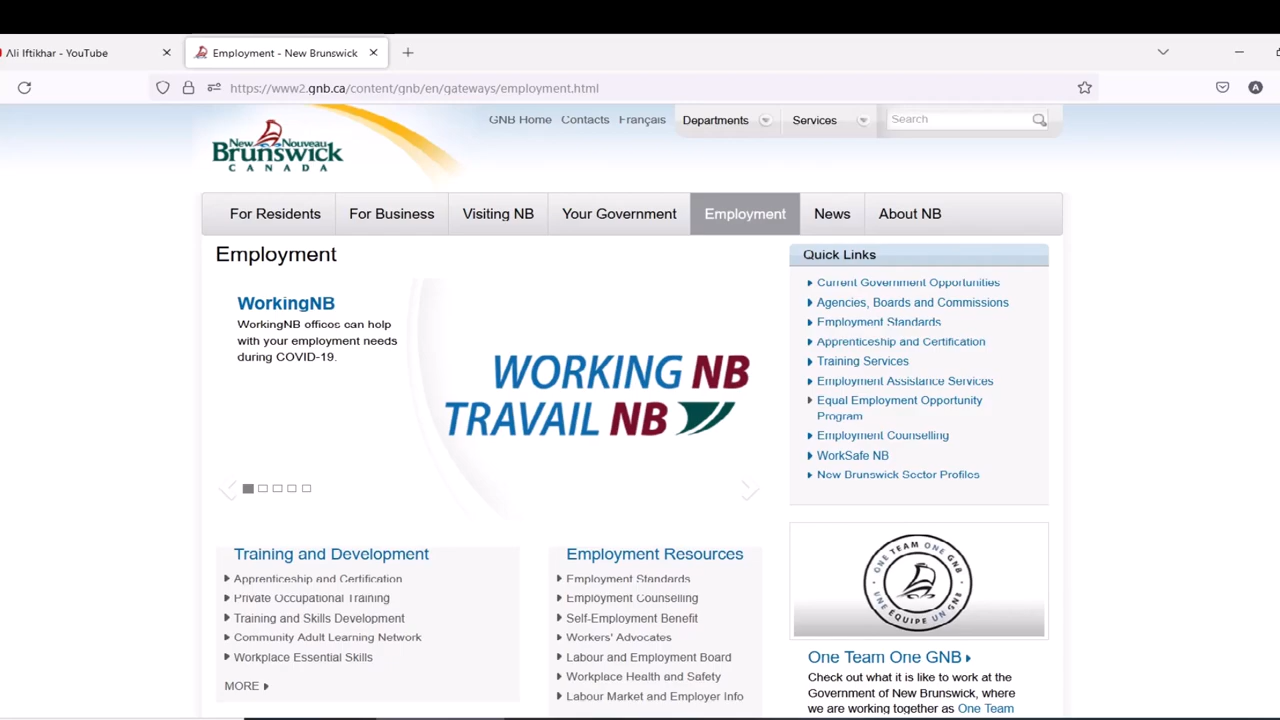 Ali Iftikhar - YouTube
Employment - New Brunswick
https://www2.gnb.ca/content/gnb/en/gateways/employment.html
A
GNB Home Contacts Français Departments Services Search
New Nouveau
Brunswick
CANADA
For Residents For Business Visiting NB Your Government Employment News About NB
Employment
WorkingNB
WorkingNB offices can help
with your employment needs
during COVID-19.
WORKING NB
TRAVAIL NB
Quick Links
Current Government Opportunities
Agencies, Boards and Commissions
Employment Standards
Apprenticeship and Certification
Training Services
Employment Assistance Services
Equal Employment Opportunity
Program
Employment Counselling
WorkSafe NB
New Brunswick Sector Profiles
Training and Development
Apprenticeship and Certification
Private Occupational Training
Training and Skills Development
Community Adult Learning Network
Workplace Essential Skills
MORE
Employment Resources
Employment Standards
Employment Counselling
Self-Employment Benefit
Workers' Advocates
Labour and Employment Board
Workplace Health and Safety
Labour Market and Employer Info
ONE TEAM ONE GNB
UNE ÉQUIPE UN GNB
One Team One GNB
Check out what it is like to work at the
Government of New Brunswick, where
we are working together as One Team